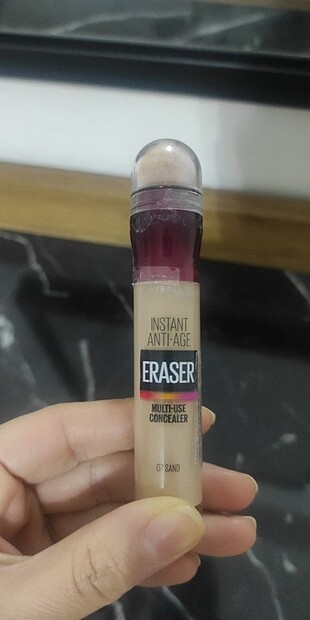 INSTANT
ANTI-AGE
ERASER
MULTI-USE
CONCEALER
07 SAND